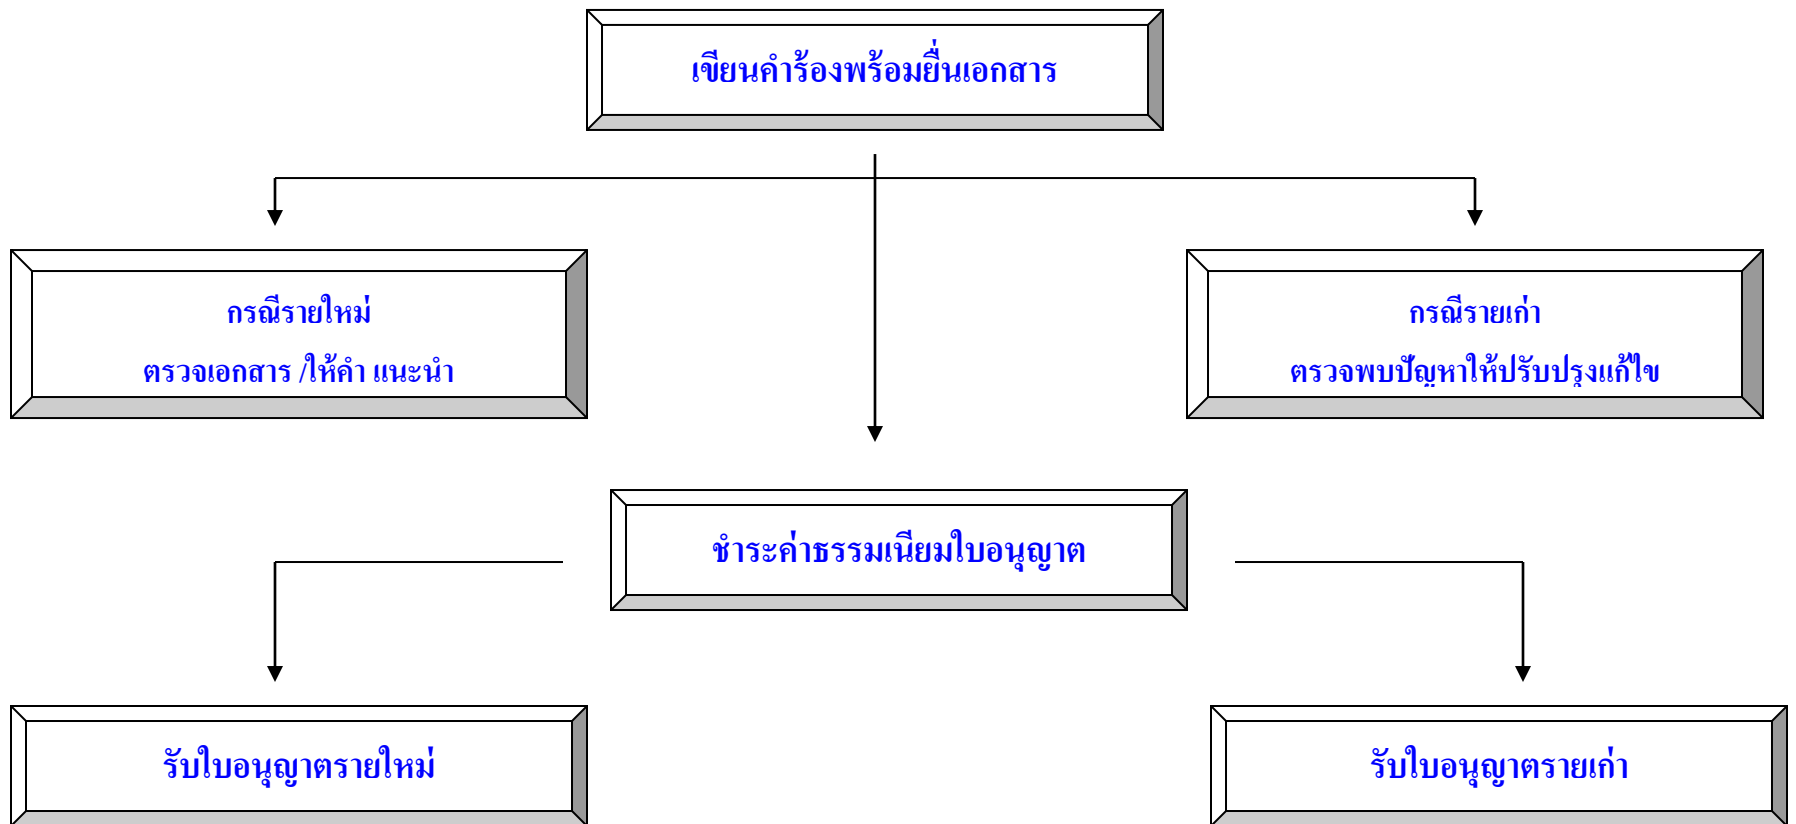 เขียนคำร้องพร้อมยื่นเอกสาร
กรณีรายใหม่
ตรวจเอกสาร /ให้คำ แนะนำ
กรณีรายเก่า
ตรวจพบปัญหาให้ปรับปรุงแก้ไข
ชำระค่าธรรมเนียมใบอนุญาต
รับใบอนุญาตรายใหม่
รับใบอนุญาตรายเก่า